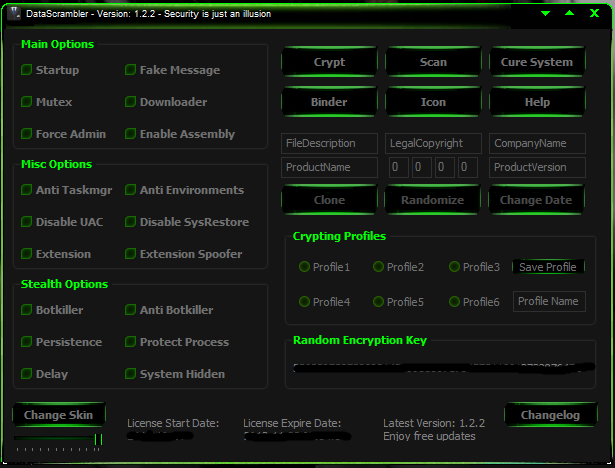 DataScrambler - Version: 1.2.2 - Security is just an illusion
Main Options
Startup
Fake Message
Mutex
Downloader
Force Admin
Enable Assembly
Misc Options
Anti Taskmgr
Anti Environments
Disable UAC
Disable SysRestore
Extension
Extension Spoofer
Stealth Options
Botkiller
Anti Botkiller
Persistence
Protect Process
Delay
System Hidden
Change Skin
License Start Date:
License Expire Date:
Crypt
Scan
Cure System
Binder
Icon
Help
FileDescription
LegalCopyright
CompanyName
ProductName
0 0 0 0
ProductVersion
Clone
Randomize
Change Date
Crypting Profiles
Profile1
Profile2
Profile3
Save Profile
Profile4
Profile5
Profile6
Profile Name
Random Encryption Key
Latest Version: 1.2.2
Enjoy free updates
Changelog